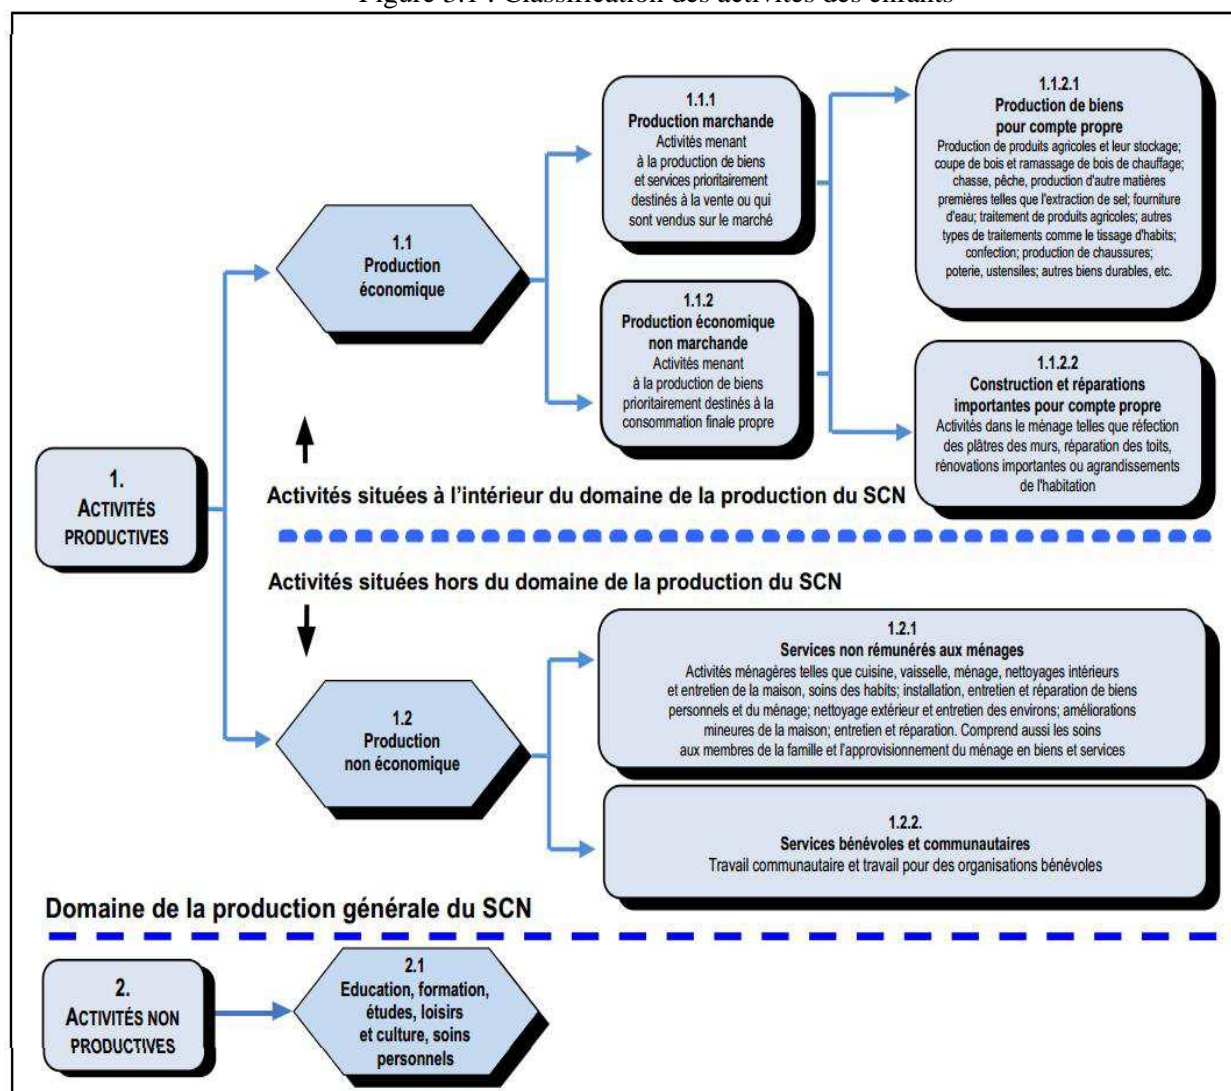 Figure 3.1 : Classification des activités des enfants
1.1.1
Production marchande
Activités menant
à la production de biens
et services prioritairement
destinés à la vente ou qui
sont vendus sur le marché
1.1.2.1
Production de biens
pour compte propre
Production de produits agricoles et leur stockage;
coupe de bois et ramassage de bois de chauffage;
chasse, pêche, production d'autre matières
premières telles que l'extraction de sel; fourniture
d'eau; traitement de produits agricoles; autres
types de traitements comme le tissage d'habits;
confection; production de chaussures;
poterie, ustensiles; autres biens durables, etc.
1.1
Production
économique
1.1.2
Production économique
non marchande
Activités menant
à la production de biens
prioritairement destinés à la
consommation finale propre
1.1.2.2
Construction et réparations
importantes pour compte propre
Activités dans le ménage telles que réfection
des plâtres des murs, réparation des toits,
rénovations importantes ou agrandissements
de l'habitation
1.
ACTIVITÉS
PRODUCTIVES
Activités situées à l'intérieur du domaine de la production du SCN
Activités situées hors du domaine de la production du SCN
1.2.1
Services non rémunérés aux ménages
Activités ménagères telles que cuisine, vaisselle, ménage, nettoyages intérieurs
et entretien de la maison, soins des habits; installation, entretien et réparation de biens
personnels et du ménage; nettoyage extérieur et entretien des environs; améliorations
mineures de la maison; entretien et réparation. Comprend aussi les soins
aux membres de la famille et l'approvisionnement du ménage en biens et services
1.2
Production
non économique
1.2.2.
Services bénévoles et communautaires
Travail communautaire et travail pour des organisations bénévoles
Domaine de la production générale du SCN
2.
ACTIVITÉS NON
PRODUCTIVES
2.1
Education, formation,
études, loisirs
et culture, soins
personnels